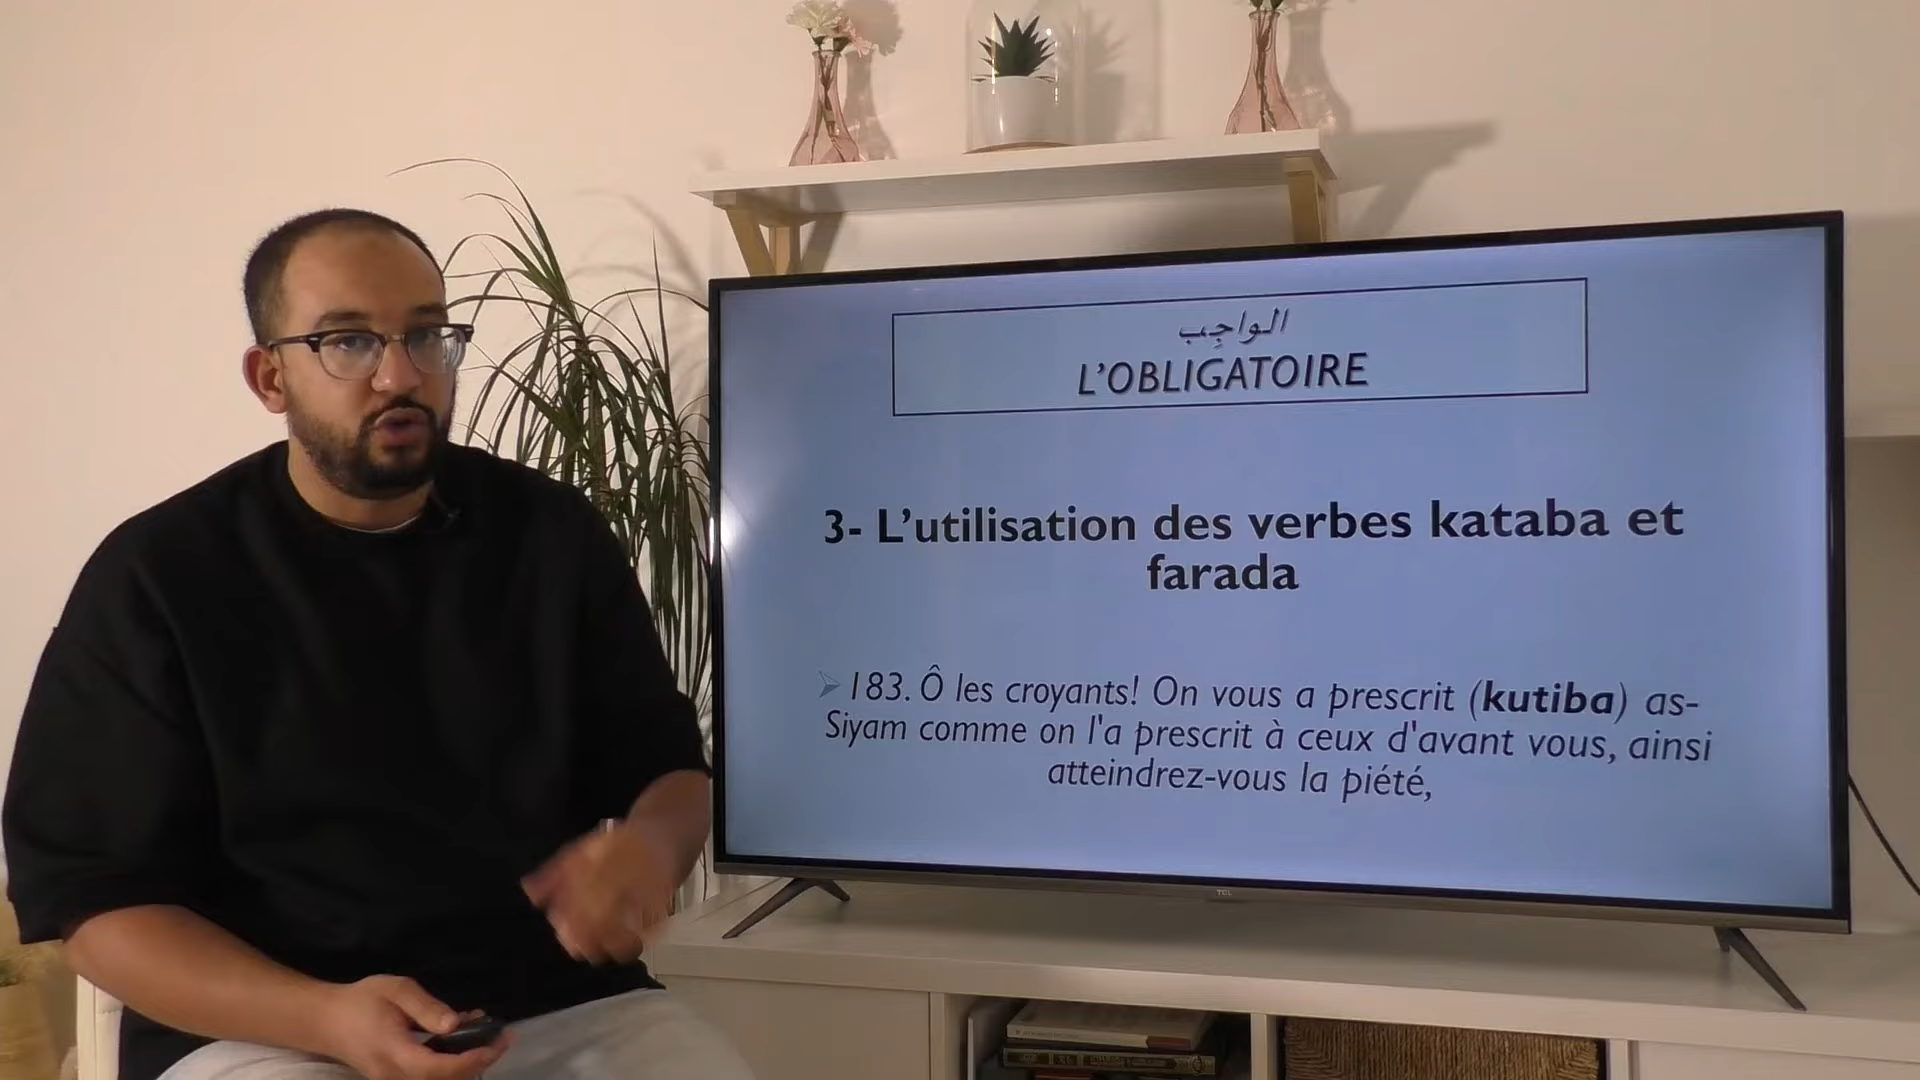 الواجِب
L'OBLIGATOIRE
3- L'utilisation des verbes kataba et
farada
183. Ô les croyants! On vous a prescrit (kutiba) as-
Siyam comme on l'a prescrit à ceux d'avant vous, ainsi
atteindrez-vous la piété,
TCL